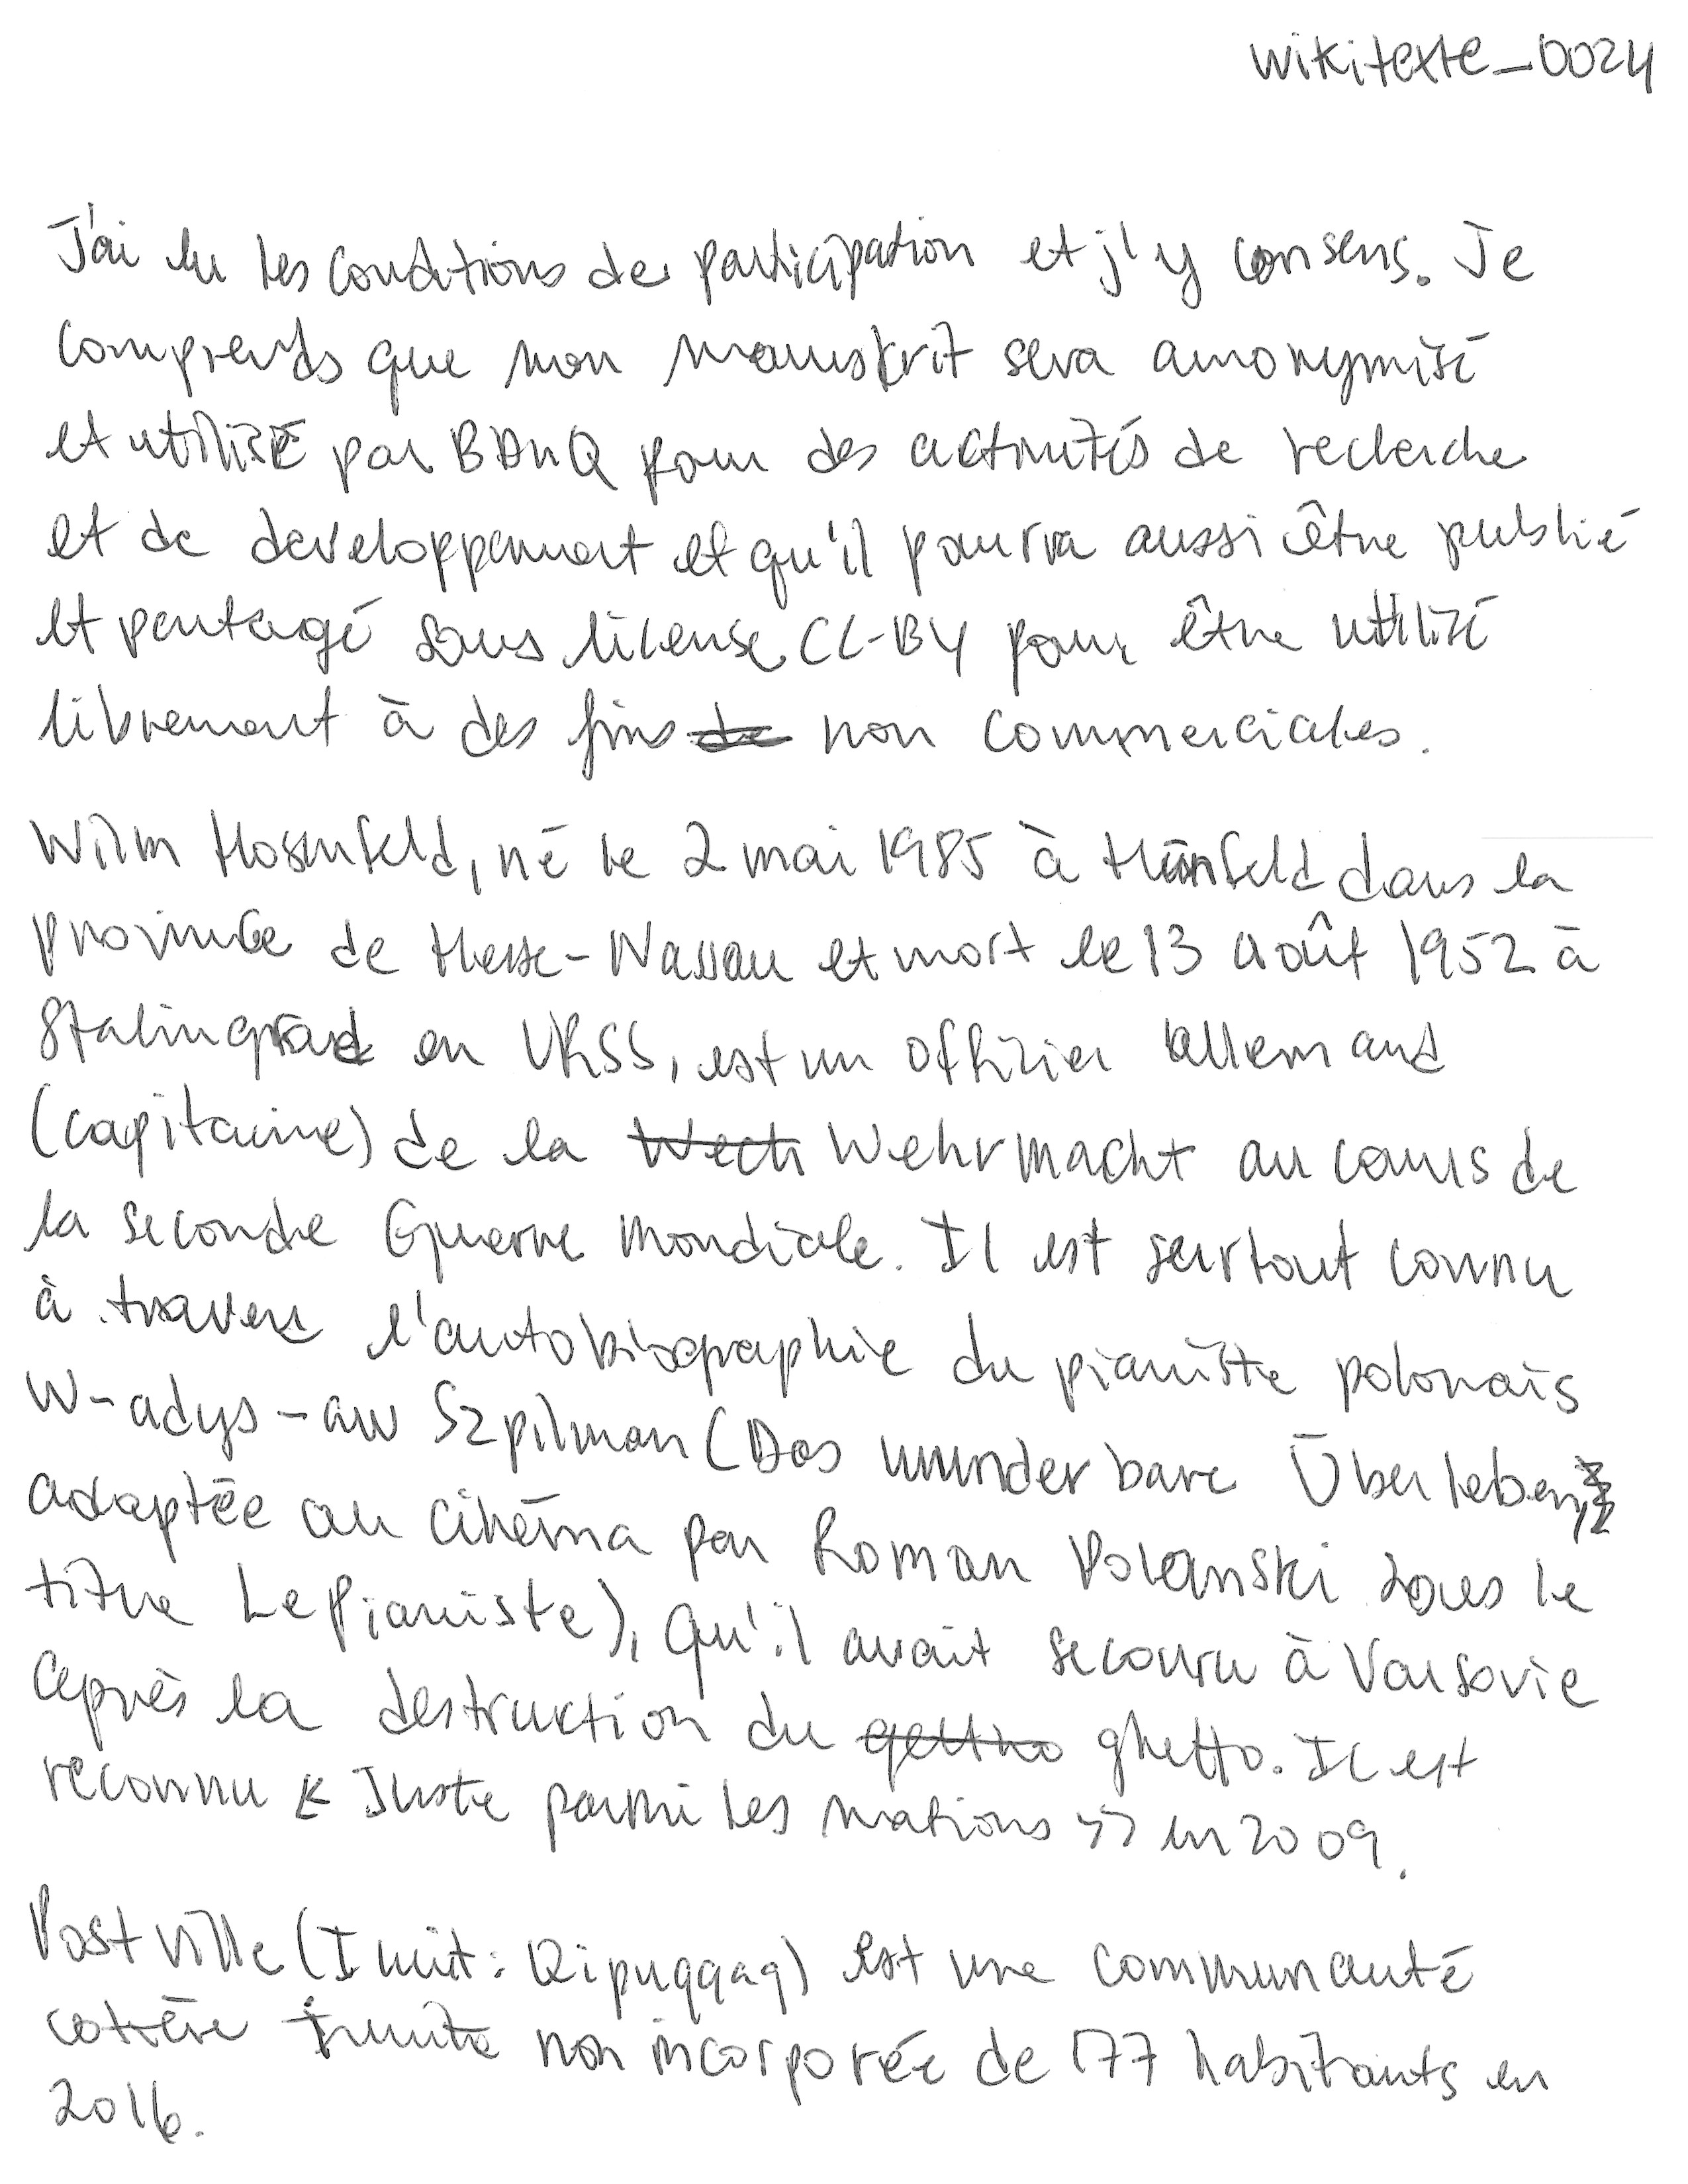 wikitexte_0024
J'ai lu les conditions de participation et j'y consens. Je
comprends que mon manuskrit sera anonymisé
et utilisé par BAnQ pour des activités de recherche
et de developpement et qu'il pourra aussi être publié
et partagé sous license CC-BY pour être utilisé
librement à des fins de non commerciales.
Wilm Hosenfeld, né le 2 mai 1985 à Hünfeld dans la
province de Hesse-Nassau et mort le 13 août 1952 à
Stalingrad en URSS, est un offizier allemand
(capitaine) de la Wech Wehrmacht au cours de
la seconde Guerre mondiale. Il est surtout connu
à travers l'autobiographie du pianiste polonais
W-adys-aw Szpilman (Das wunderbare Überleben,
adaptée au cinéma par Roman Polanski sous le
titre Le Pianiste), qu'il avait secouru à Varsovie
après la destruction du ghetto. Il est
reconnu « Juste parmi les nations >> en 2009.
Postville (Inuit: Qipuqqaq) est une communauté
cotière inuite non incorporée de 177 habitants en
2016.